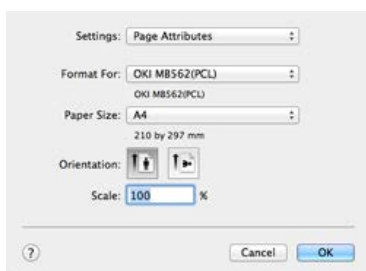 Settings: Page Attributes
Format For: OKI MB562(PCL)
OKI MB562(PCL)
Paper Size: A4
210 by 297 mm
Orientation:
Scale: 100 %
? Cancel OK